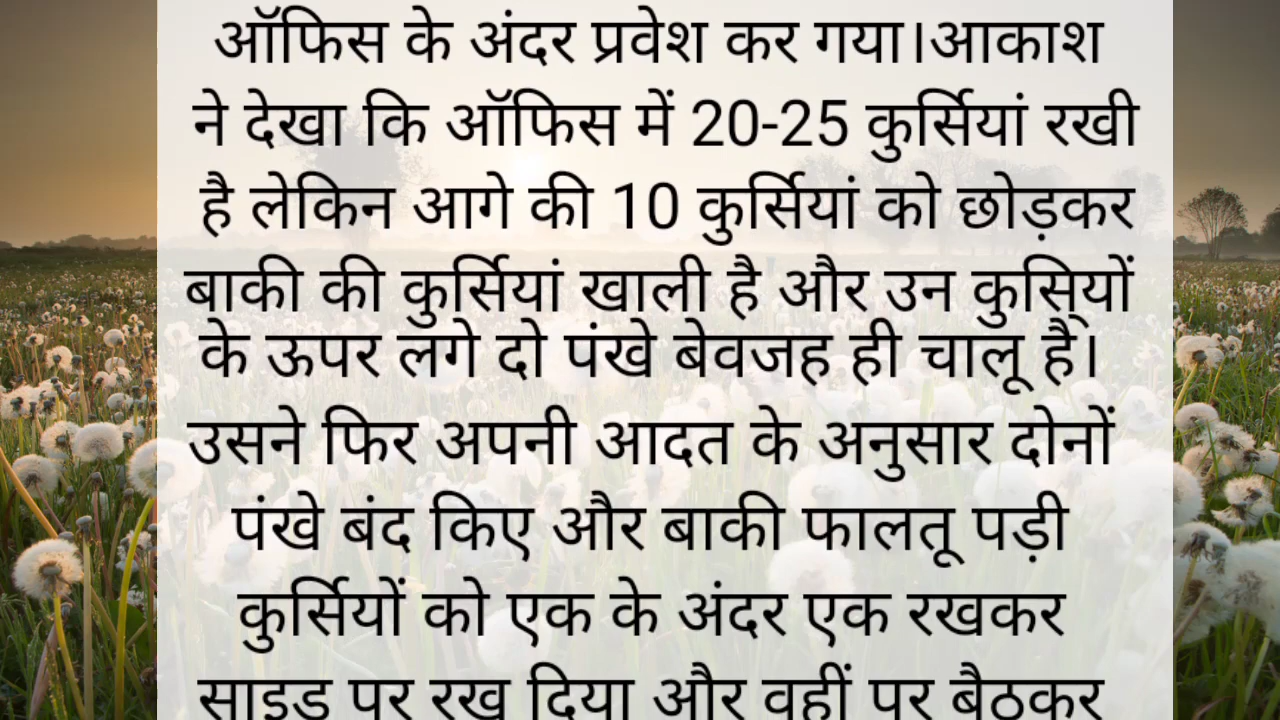 ऑफिस के अंदर प्रवेश कर गया।आकाश
ने देखा कि ऑफिस में 20-25 कुर्सियां रखी
है लेकिन आगे की 10 कुर्सियां को छोड़कर
बाकी की कुर्सियां खाली है और उन कुसि्यों
के ऊपर लगे दो पंखे बेवजह ही चालू है।
उसने फिर अपनी आदत के अनुसार दोनों
पंखे बंद किए और बाकी फालतू पड़ी
कुर्सियों को एक के अंदर एक रखकर
साइड पर रख दिया और वहीं पर बैठकर